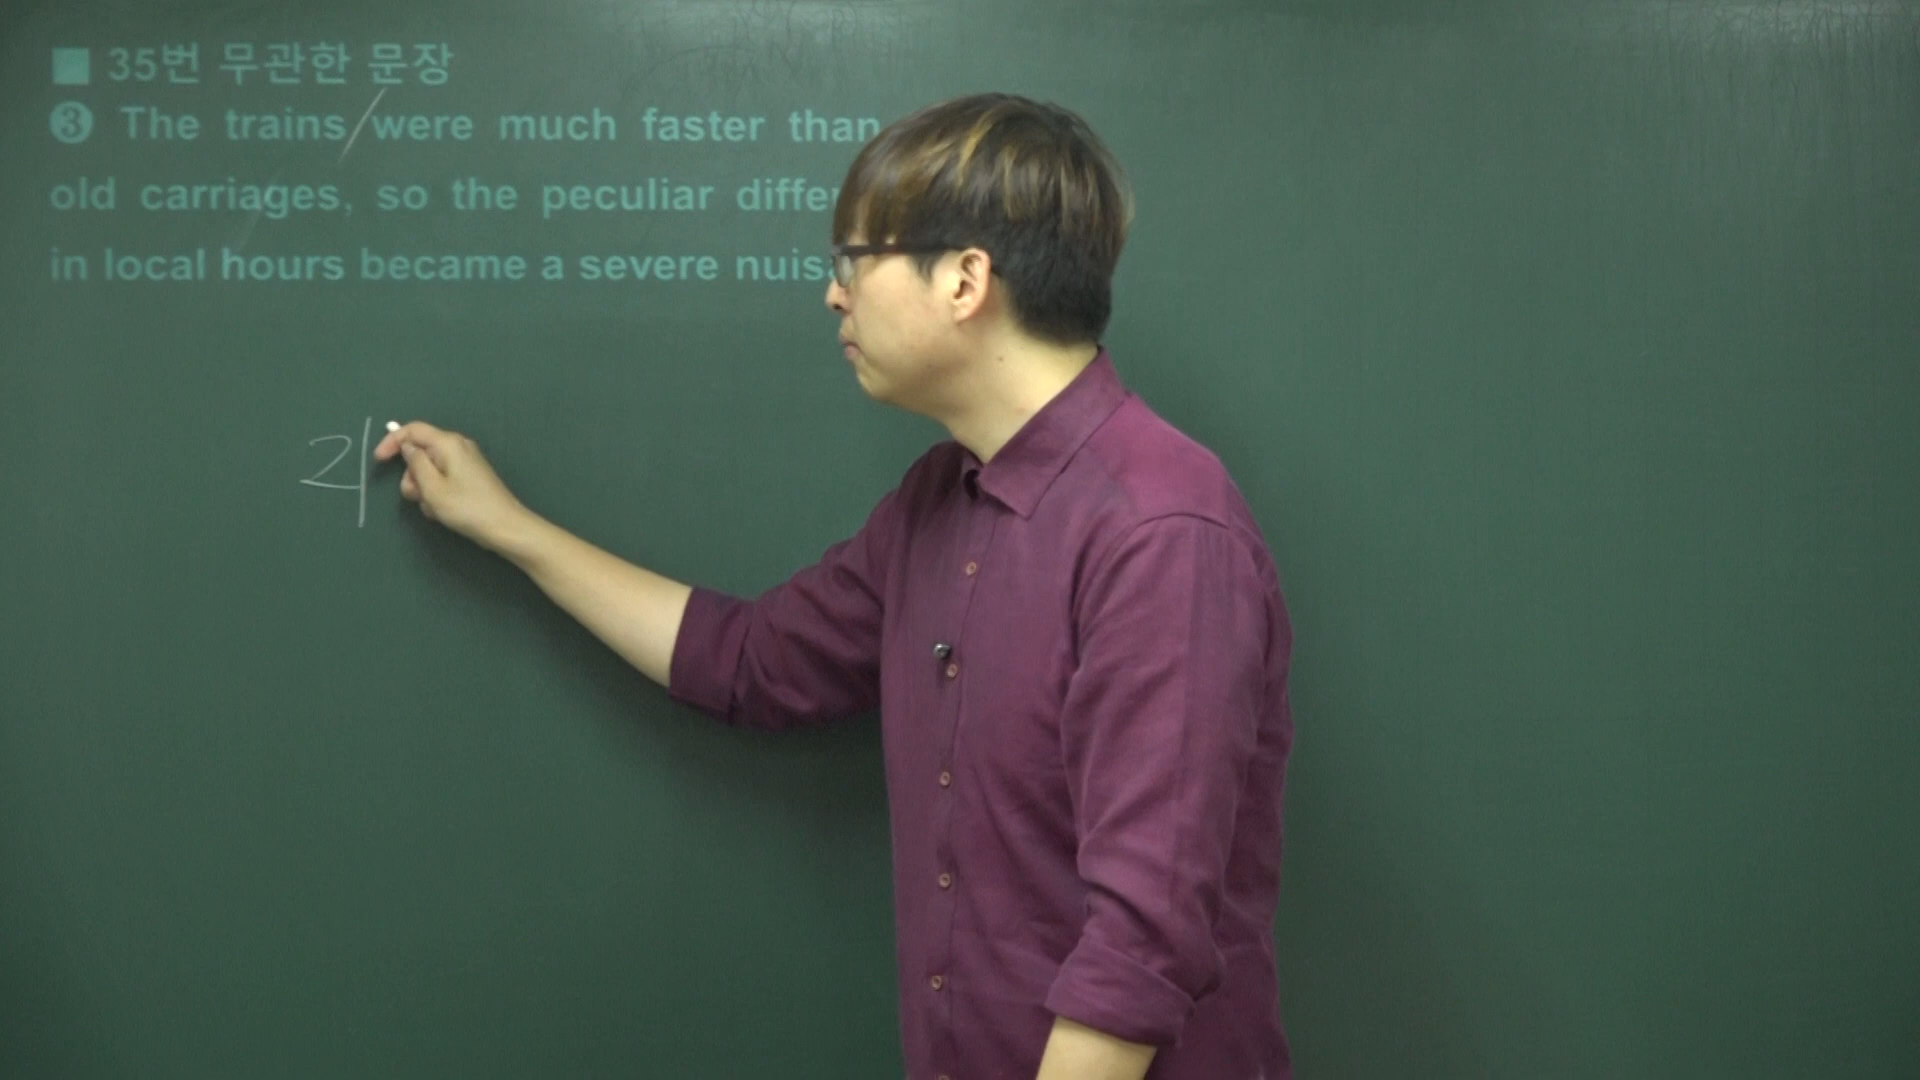 ■ 35번 무관한 문장
❸ The trains were much faster than
old carriages, so the peculiar
in local hours became a severe